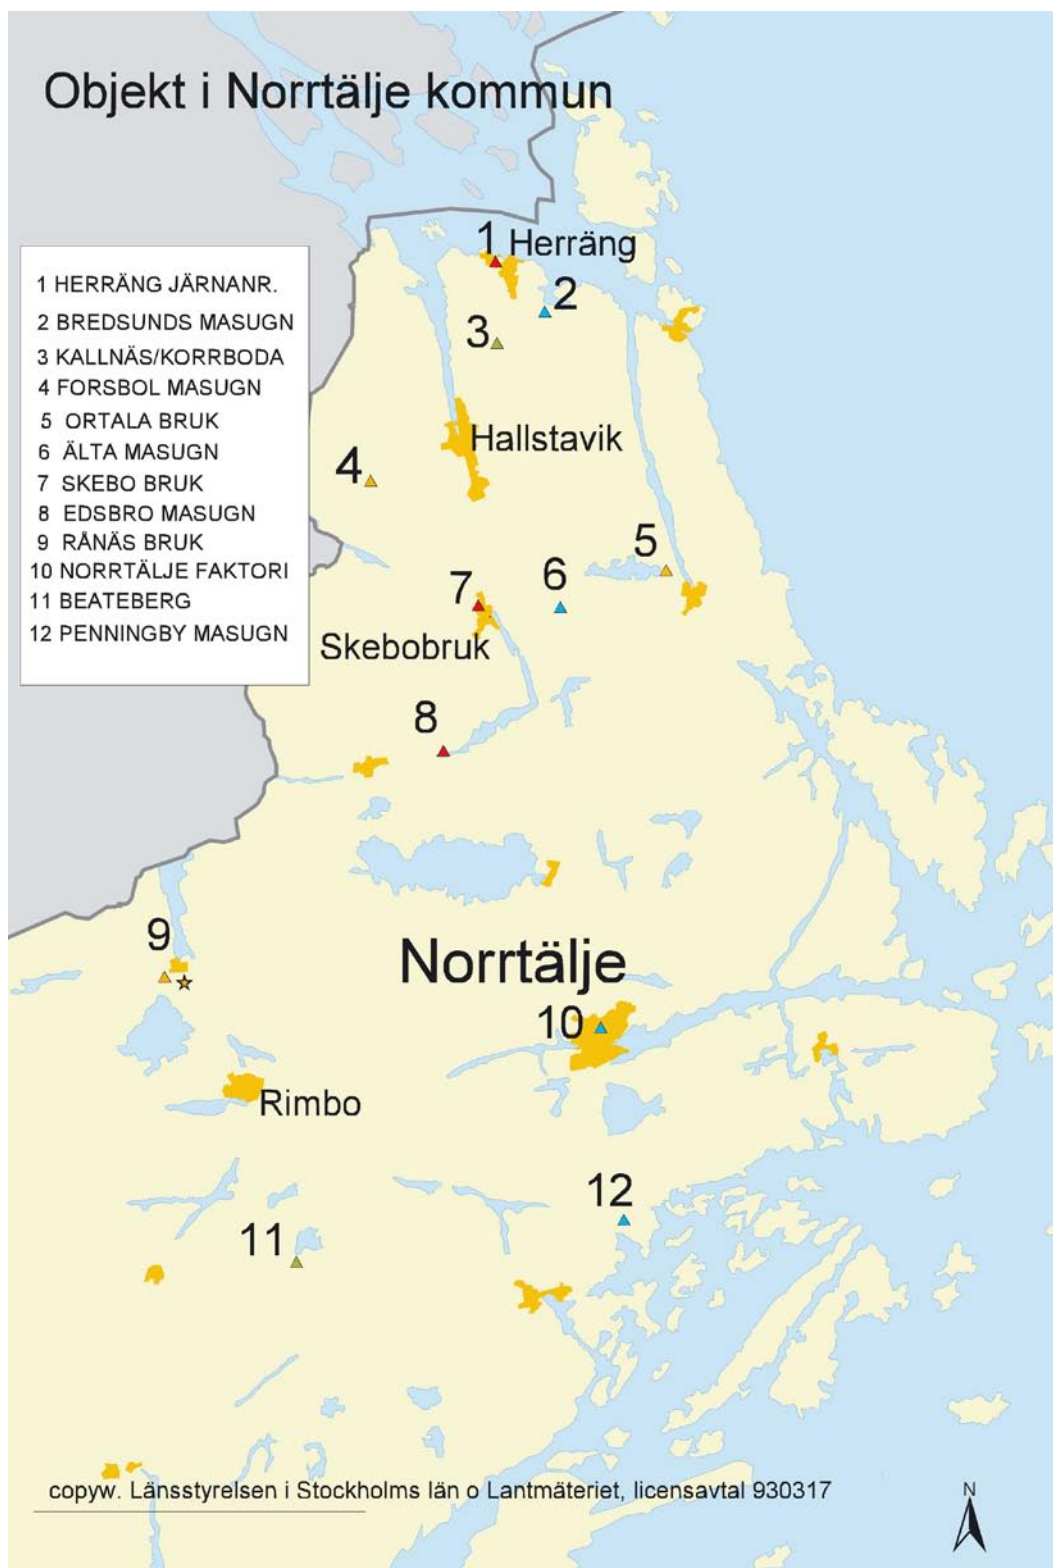 Objekt i Norrtälje kommun
1 HERRÄNG JÄRNANR.
2 BREDSUNDS MASUGN
3 KALLNÄS/KORRBODA
4 FORSBOL MASUGN
5 ORTALA BRUK
6 ÄLTA MASUGN
7 SKEBO BRUK
8 EDSBRO MASUGN
9 RÅNÄS BRUK
10 NORRTÄLJE FAKTORI
11 BEATEBERG
12 PENNINGBY MASUGN
1 Herräng
2
3
Hallstavik
4
5
6
7
Skebobruk
8
9
Norrtälje
10
Rimbo
12
11
copyw. Länsstyrelsen i Stockholms län o Lantmäteriet, licensavtal 930317
N